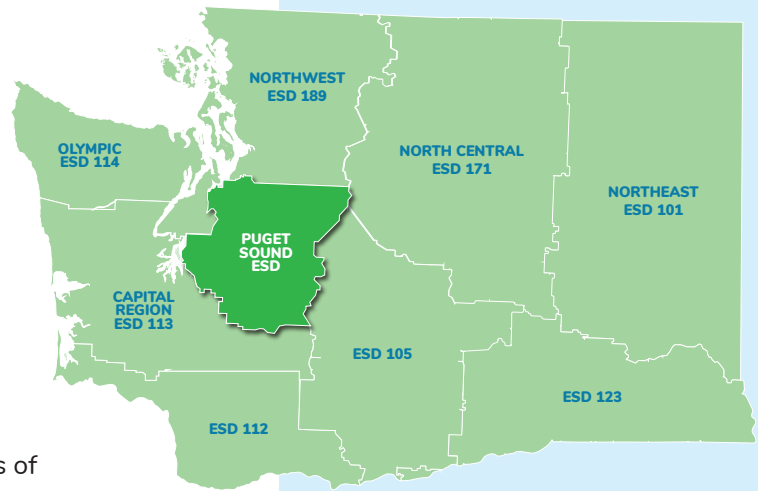 NORTHWEST
ESD 189
OLYMPIC
ESD 114
NORTH CENTRAL
ESD 171
NORTHEAST
ESD 101
PUGET
SOUND
ESD
CAPITAL
REGION
ESD 113
ESD 105
ESD 123
ESD 112
s of